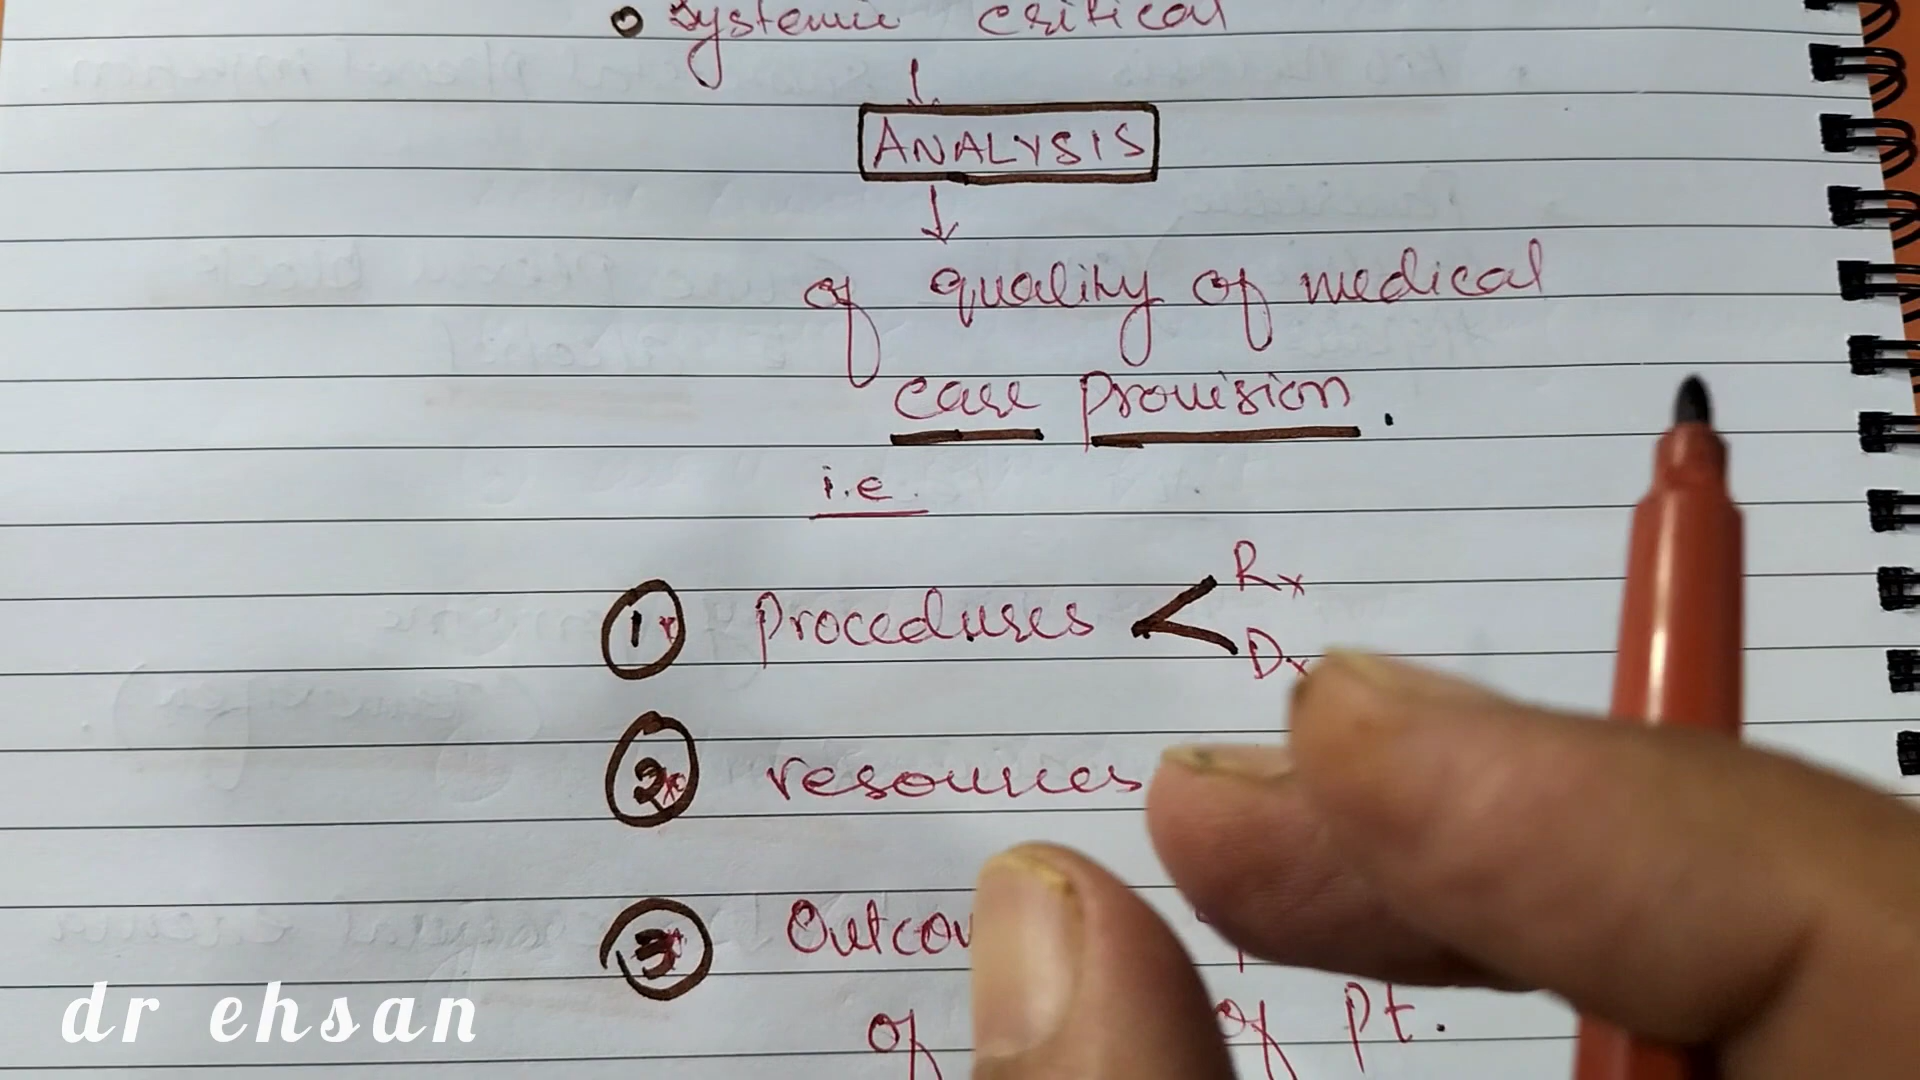 Systemic critical
ANALYSIS
of quality of medical
care provision.
i.e.
1 Procedures < Rx
Dx
2 resources
3
of of pt.
dr ehsan